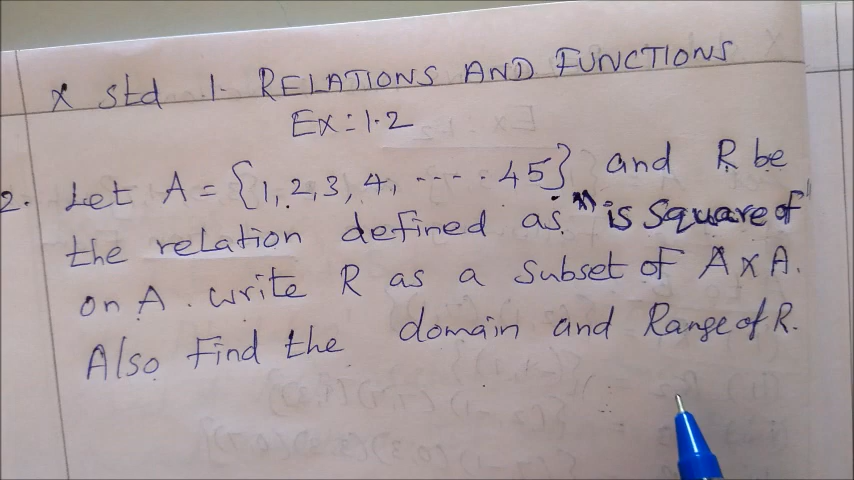 X Std 1. RELATIONS AND FUNCTIONS
Ex: 1.2
2. Let A = {1, 2, 3, 4, ..... 45} and R be
the relation defined as " is Square of "
on A. write R as a subset of A x A.
Also Find the domain and Range of R.